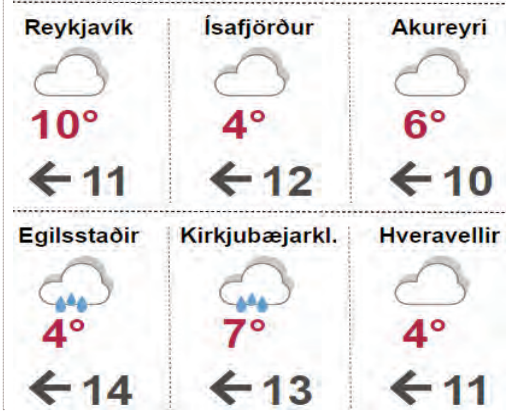 Reykjavík Ísafjörður Akureyri
10° 4° 6°
← 11 ← 12 ← 10
Egilsstaðir Kirkjubæjarkl. Hveravellir
4° 7° 4°
← 14 ← 13 ← 11